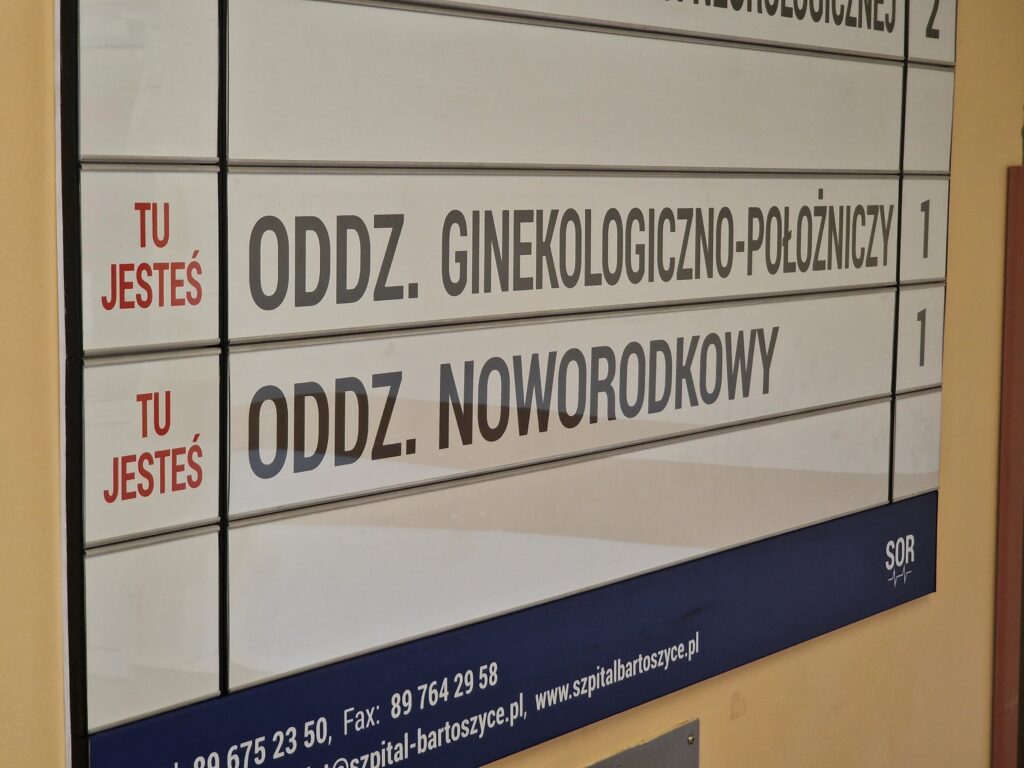 2
TU
JESTEŚ
ODDZ. GINEKOLOGICZNO-POŁOŻNICZY 1
TU
JESTEŚ
ODDZ. NOWORODKOWY 1
SOR
89 675 23 50, Fax: 89 764 29 58
@szpital-bartoszyce.pl, www.szpitalbartoszyce.pl